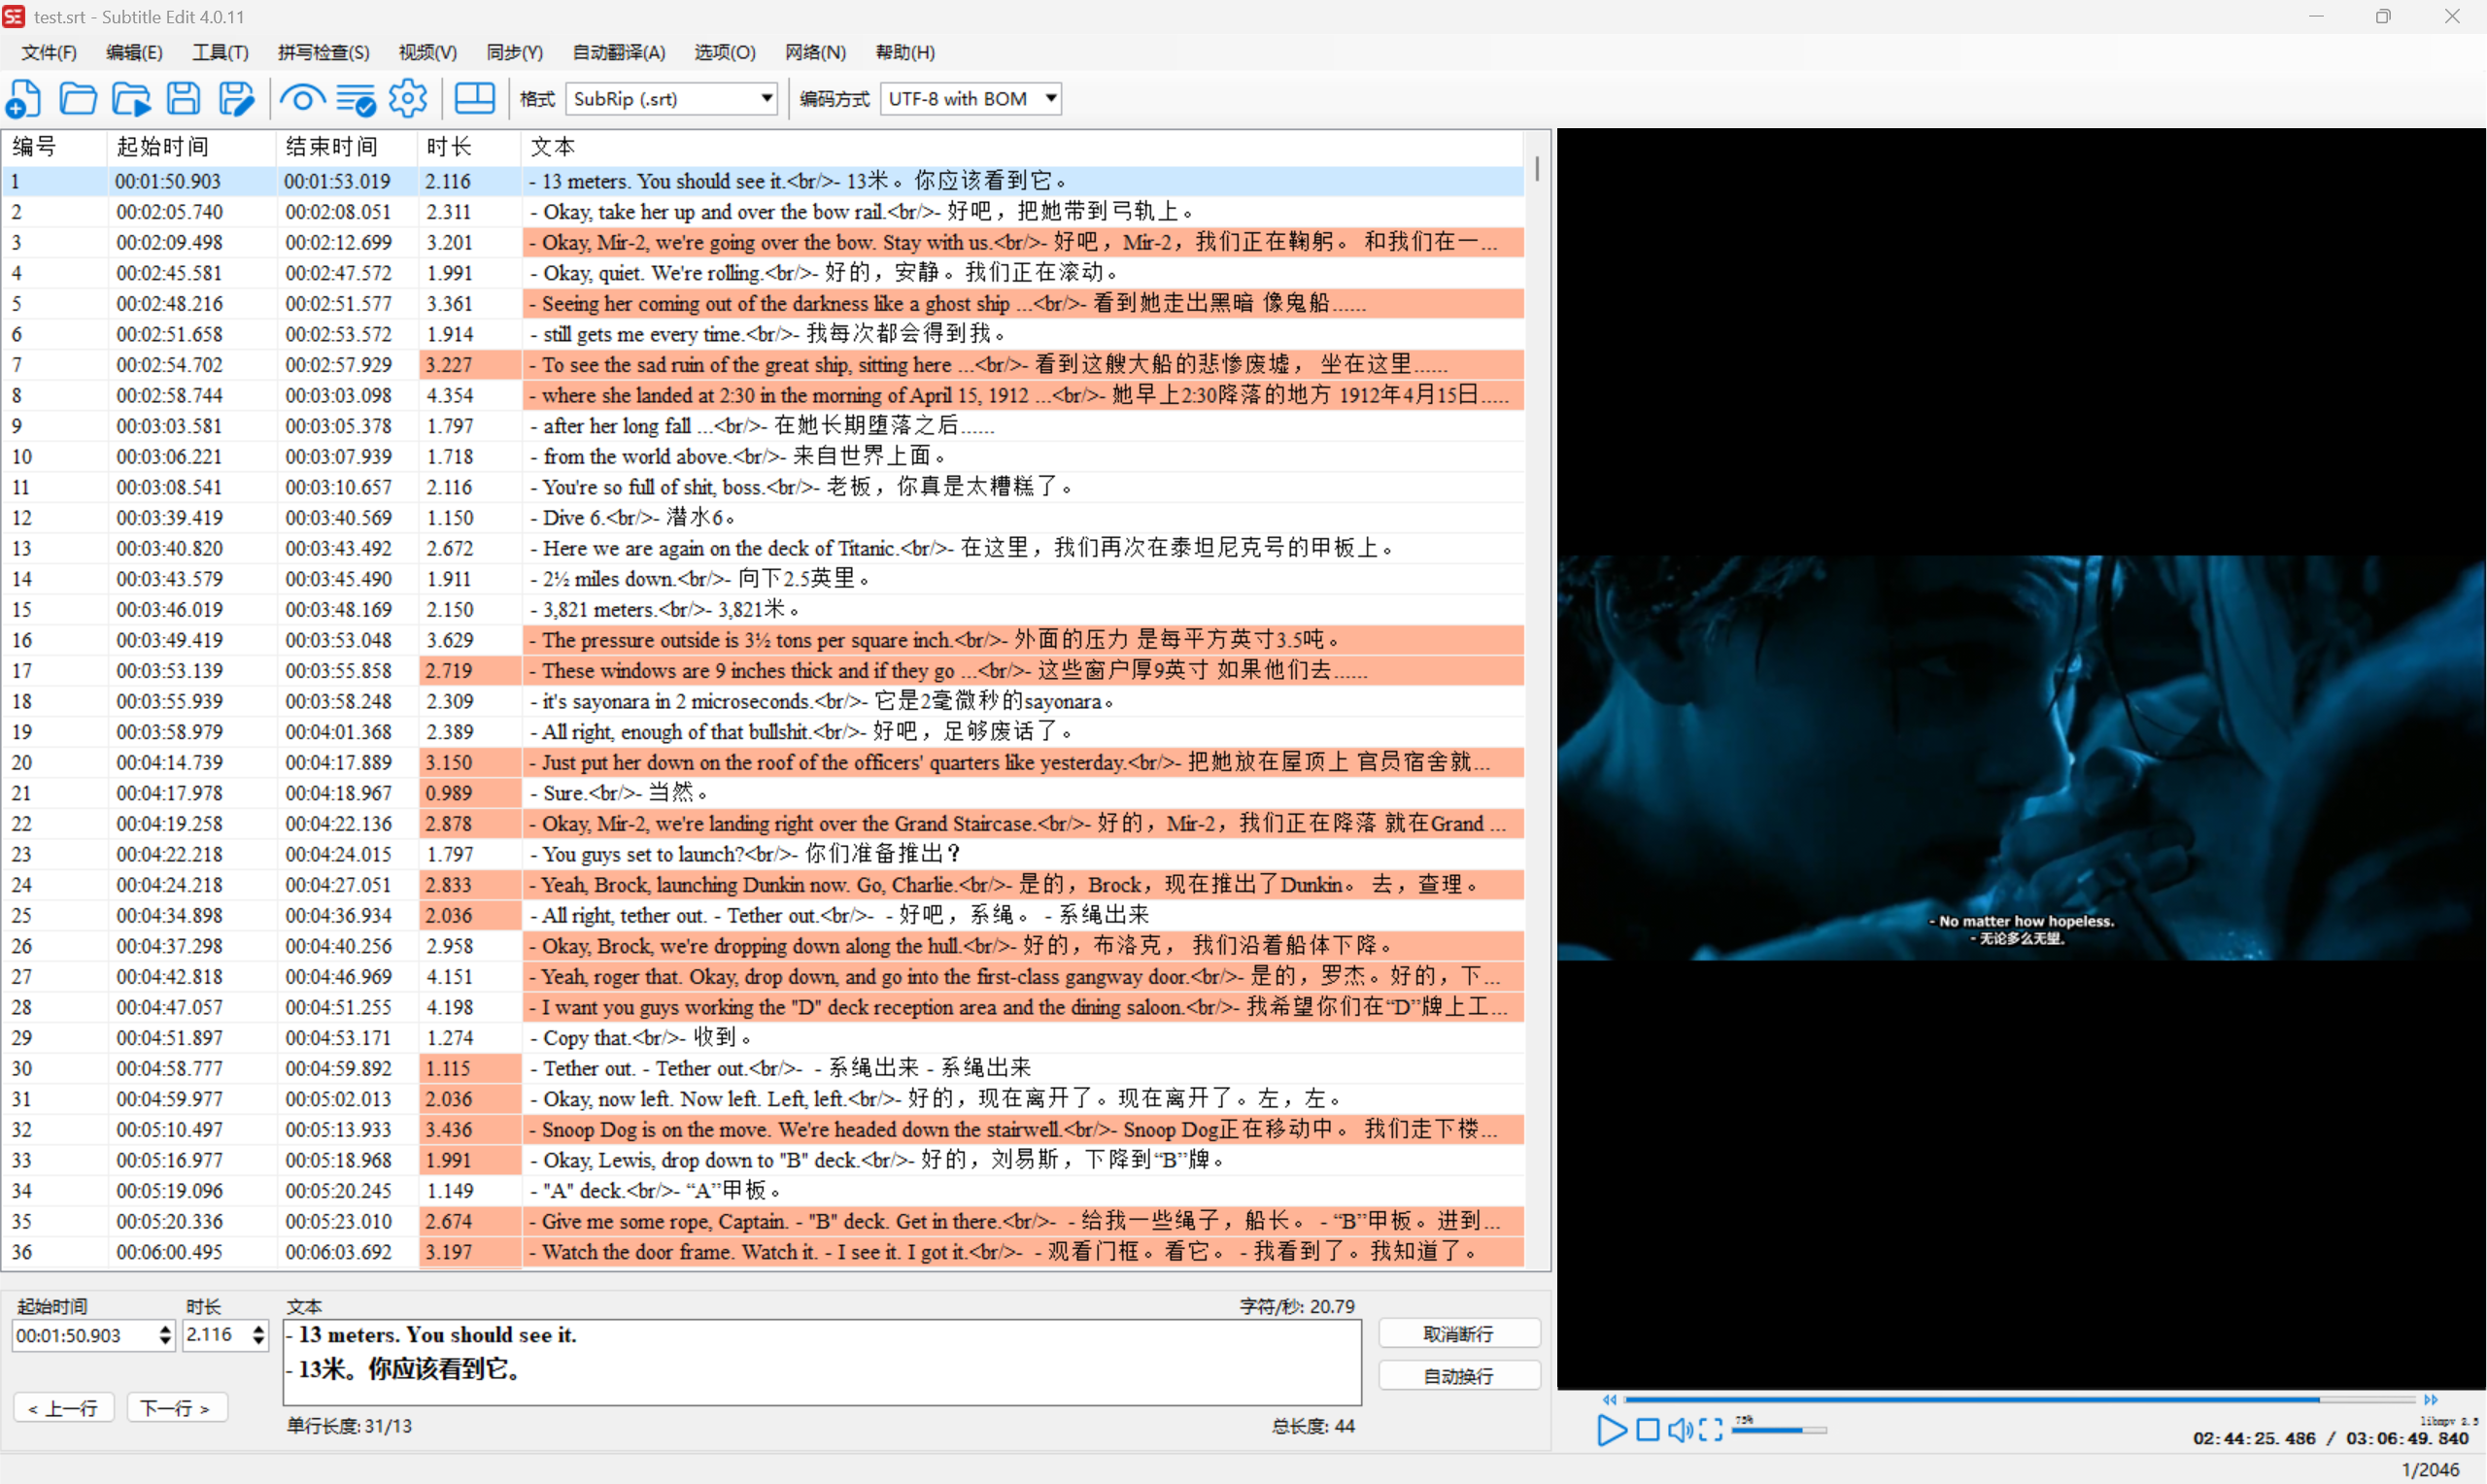 test.srt - Subtitle Edit 4.0.11
文件(F) 编辑(E) 工具(T) 拼写检查(S) 视频(V) 同步(Y) 自动翻译(A) 选项(O) 网络(N) 帮助(H)
格式 SubRip (.srt) 编码方式 UTF-8 with BOM
编号 起始时间 结束时间 时长 文本
1 00:01:50.903 00:01:53.019 2.116 - 13 meters. You should see it.<br/>- 13米。你应该看到它。
2 00:02:05.740 00:02:08.051 2.311 - Okay, take her up and over the bow rail.<br/>- 好吧，把她带到弓轨上。
3 00:02:09.498 00:02:12.699 3.201 - Okay, Mir-2, we're going over the bow. Stay with us.<br/>- 好吧，Mir-2，我们正在鞠躬。 和我们在一...
4 00:02:45.581 00:02:47.572 1.991 - Okay, quiet. We're rolling.<br/>- 好的，安静。我们正在滚动。
5 00:02:48.216 00:02:51.577 3.361 - Seeing her coming out of the darkness like a ghost ship ...<br/>- 看到她走出黑暗 像鬼船......
6 00:02:51.658 00:02:53.572 1.914 - still gets me every time.<br/>- 我每次都会得到我。
7 00:02:54.702 00:02:57.929 3.227 - To see the sad ruin of the great ship, sitting here ...<br/>- 看到这艘大船的悲惨废墟， 坐在这里......
8 00:02:58.744 00:03:03.098 4.354 - where she landed at 2:30 in the morning of April 15, 1912 ...<br/>- 她早上2:30降落的地方 1912年4月15日.....
9 00:03:03.581 00:03:05.378 1.797 - after her long fall ...<br/>- 在她长期堕落之后......
10 00:03:06.221 00:03:07.939 1.718 - from the world above.<br/>- 来自世界上面。
11 00:03:08.541 00:03:10.657 2.116 - You're so full of shit, boss.<br/>- 老板，你真是太糟糕了。
12 00:03:39.419 00:03:40.569 1.150 - Dive 6.<br/>- 潜水6。
13 00:03:40.820 00:03:43.492 2.672 - Here we are again on the deck of Titanic.<br/>- 在这里，我们再次在泰坦尼克号的甲板上。
14 00:03:43.579 00:03:45.490 1.911 - 2½ miles down.<br/>- 向下2.5英里。
15 00:03:46.019 00:03:48.169 2.150 - 3,821 meters.<br/>- 3,821米。
16 00:03:49.419 00:03:53.048 3.629 - The pressure outside is 3½ tons per square inch.<br/>- 外面的压力 是每平方英寸3.5吨。
17 00:03:53.139 00:03:55.858 2.719 - These windows are 9 inches thick and if they go ...<br/>- 这些窗户厚9英寸 如果他们去......
18 00:03:55.939 00:03:58.248 2.309 - it's sayonara in 2 microseconds.<br/>- 它是2毫微秒的sayonara。
19 00:03:58.979 00:04:01.368 2.389 - All right, enough of that bullshit.<br/>- 好吧，足够废话了。
20 00:04:14.739 00:04:17.889 3.150 - Just put her down on the roof of the officers' quarters like yesterday.<br/>- 把她放在屋顶上 官员宿舍就...
21 00:04:17.978 00:04:18.967 0.989 - Sure.<br/>- 当然。
22 00:04:19.258 00:04:22.136 2.878 - Okay, Mir-2, we're landing right over the Grand Staircase.<br/>- 好的，Mir-2，我们正在降落 就在Grand ...
23 00:04:22.218 00:04:24.015 1.797 - You guys set to launch?<br/>- 你们准备推出？
24 00:04:24.218 00:04:27.051 2.833 - Yeah, Brock, launching Dunkin now. Go, Charlie.<br/>- 是的，Brock，现在推出了Dunkin。 去，查理。
25 00:04:34.898 00:04:36.934 2.036 - All right, tether out. - Tether out.<br/>- - 好吧，系绳。 - 系绳出来
26 00:04:37.298 00:04:40.256 2.958 - Okay, Brock, we're dropping down along the hull.<br/>- 好的，布洛克， 我们沿着船体下降。
27 00:04:42.818 00:04:46.969 4.151 - Yeah, roger that. Okay, drop down, and go into the first-class gangway door.<br/>- 是的，罗杰。好的，下...
28 00:04:47.057 00:04:51.255 4.198 - I want you guys working the "D" deck reception area and the dining saloon.<br/>- 我希望你们在“D”牌上工...
29 00:04:51.897 00:04:53.171 1.274 - Copy that.<br/>- 收到。
30 00:04:58.777 00:04:59.892 1.115 - Tether out. - Tether out.<br/>- - 系绳出来 - 系绳出来
31 00:04:59.977 00:05:02.013 2.036 - Okay, now left. Now left. Left, left.<br/>- 好的，现在离开了。现在离开了。左，左。
32 00:05:10.497 00:05:13.933 3.436 - Snoop Dog is on the move. We're headed down the stairwell.<br/>- Snoop Dog正在移动中。 我们走下楼...
33 00:05:16.977 00:05:18.968 1.991 - Okay, Lewis, drop down to "B" deck.<br/>- 好的，刘易斯，下降到“B”牌。
34 00:05:19.096 00:05:20.245 1.149 - "A" deck.<br/>- “A”甲板。
35 00:05:20.336 00:05:23.010 2.674 - Give me some rope, Captain. - "B" deck. Get in there.<br/>- - 给我一些绳子，船长。 - “B”甲板。进到...
36 00:06:00.495 00:06:03.692 3.197 - Watch the door frame. Watch it. - I see it. I got it.<br/>- - 观看门框。看它。 - 我看到了。我知道了。
- No matter how hopeless.
- 无论多么无望。
起始时间 时长 文本 字符/秒: 20.79
00:01:50.903 2.116
- 13 meters. You should see it.
- 13米。你应该看到它。
取消断行
自动换行
< 上一行 下一行 >
单行长度: 31/13 总长度: 44
75%
libmpv 2.5
02:44:25.486 / 03:06:49.840
1/2046